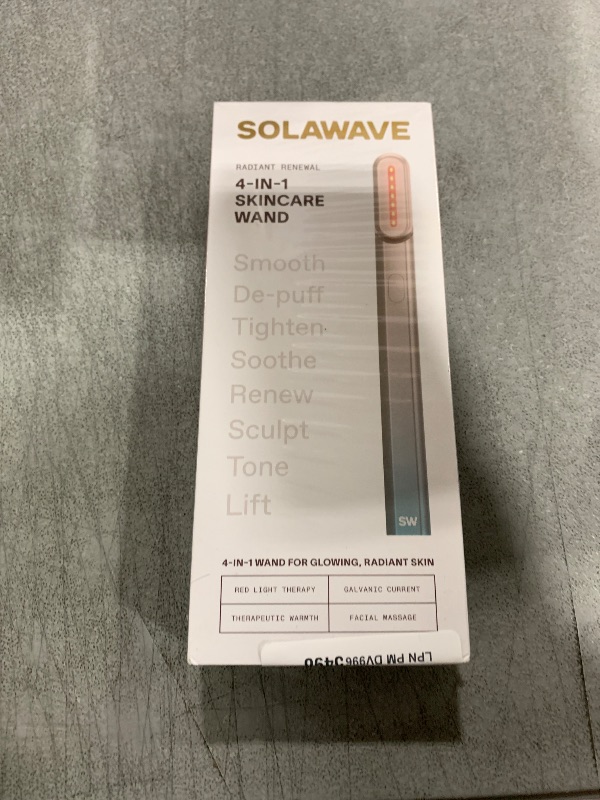 SOLAWAVE
RADIANT RENEWAL
4-IN-1
SKINCARE
WAND
Smooth
De-puff
Tighten
Soothe
Renew
Sculpt
Tone
Lift
SW
4-IN-1 WAND FOR GLOWING, RADIANT SKIN
RED LIGHT THERAPY
GALVANIC CURRENT
THERAPEUTIC WARMTH
FACIAL MASSAGE
LPN PM